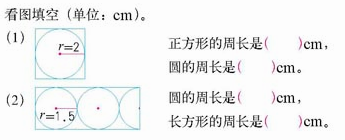 看图填空(单位:cm)。
(1)
r=2
正方形的周长是(    )cm,
圆的周长是(    )cm。
(2)
r=1.5
圆的周长是(    )cm,
长方形的周长是(    )cm。